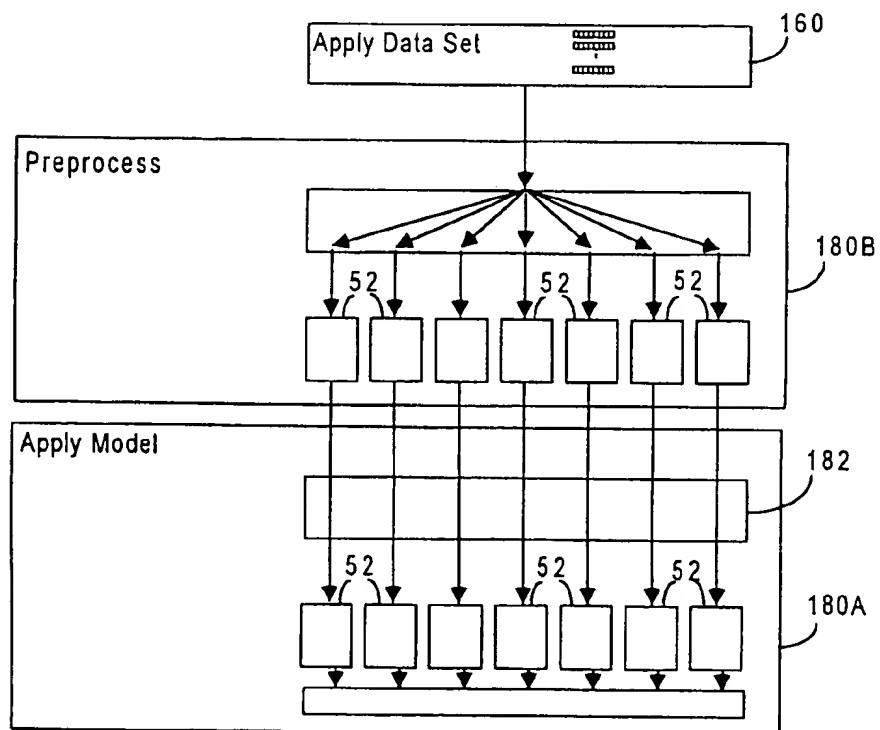 160
Apply Data Set
Preprocess
180B
52 52 52
Apply Model
182
52 52 52
180A